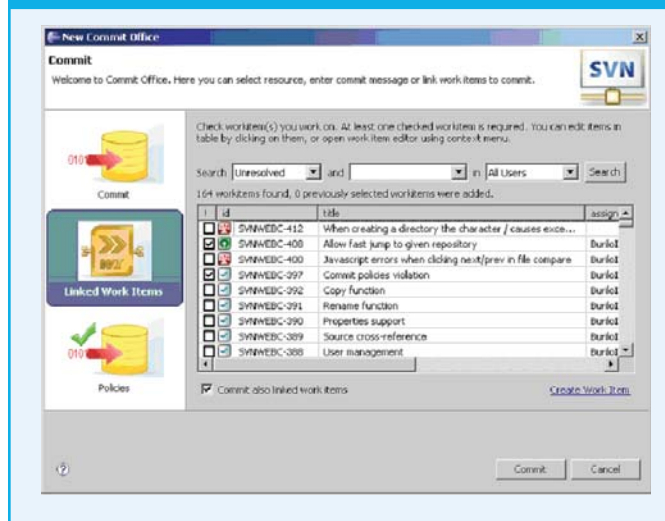 New Commit Office
Commit
Welcome to Commit Office. Here you can select resource, enter commit message or link work items to commit.
SVN
Check workitem(s) you work on. At least one checked workitem is required. You can edit items in
table by clicking on them, or open work item editor using context menu.
Search Unresolved and in All Users Search
164 workitems found, 0 previously selected workitems were added.
! id title assign
SVNWEBC-412 When creating a directory the character / causes exce...
SVNWEBC-408 Allow fast jump to given repository
SVNWEBC-400 Javascript errors when clicking next/prev in file compare
SVNWEBC-397 Commit policies violation
SVNWEBC-392 Copy function
SVNWEBC-391 Rename function
SVNWEBC-390 Properties support
SVNWEBC-389 Source cross-reference
SVNWEBC-388 User management
Commit also linked work items
Create Work Item
Commit
Linked Work Items
Policies
Commit Cancel